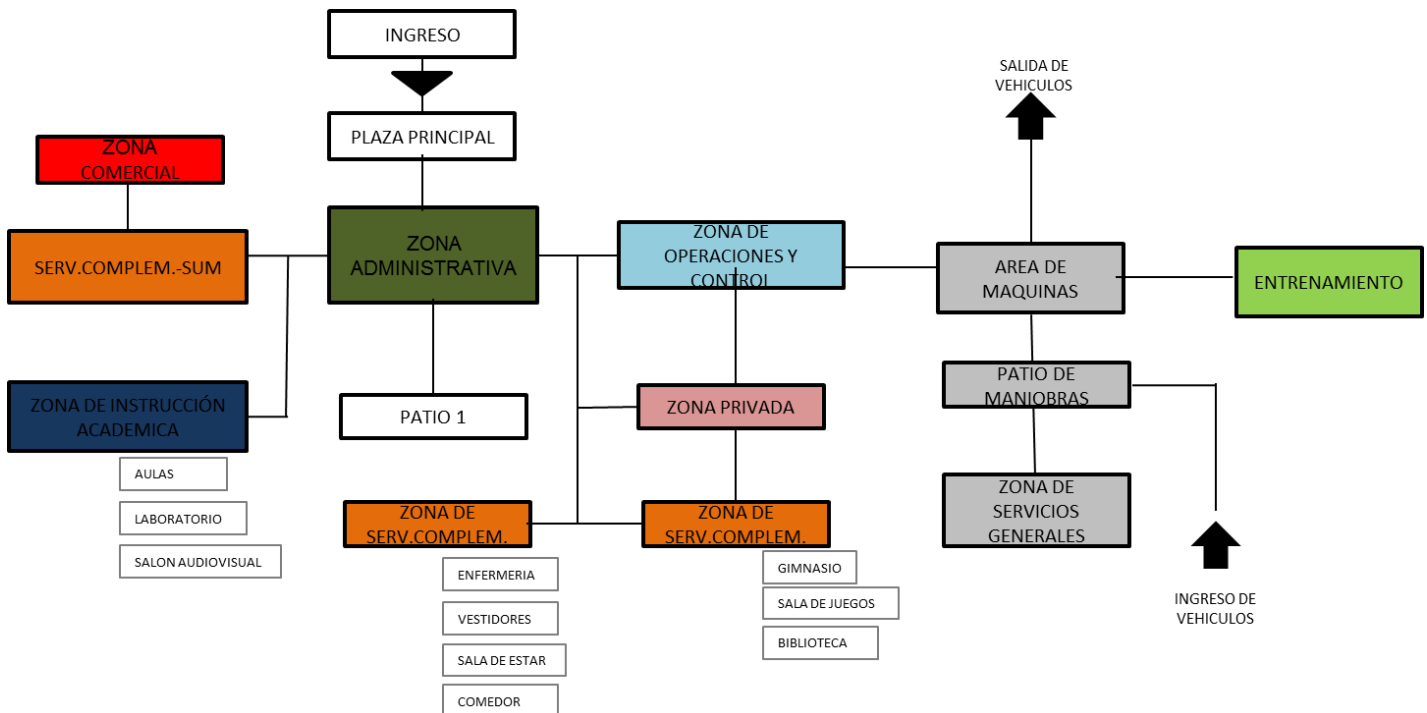 INGRESO
SALIDA DE
VEHICULOS
PLAZA PRINCIPAL
ZONA
COMERCIAL
SERV.COMPLEM.-SUM
ZONA
ADMINISTRATIVA
ZONA DE
OPERACIONES Y
CONTROL
AREA DE
MAQUINAS
ENTRENAMIENTO
ZONA DE INSTRUCCIÓN
ACADEMICA
PATIO 1
ZONA PRIVADA
PATIO DE
MANIOBRAS
AULAS
LABORATORIO
SALON AUDIOVISUAL
ZONA DE
SERV.COMPLEM.
ZONA DE
SERV.COMPLEM.
ZONA DE
SERVICIOS
GENERALES
ENFERMERIA
VESTIDORES
SALA DE ESTAR
COMEDOR
GIMNASIO
SALA DE JUEGOS
BIBLIOTECA
INGRESO DE
VEHICULOS